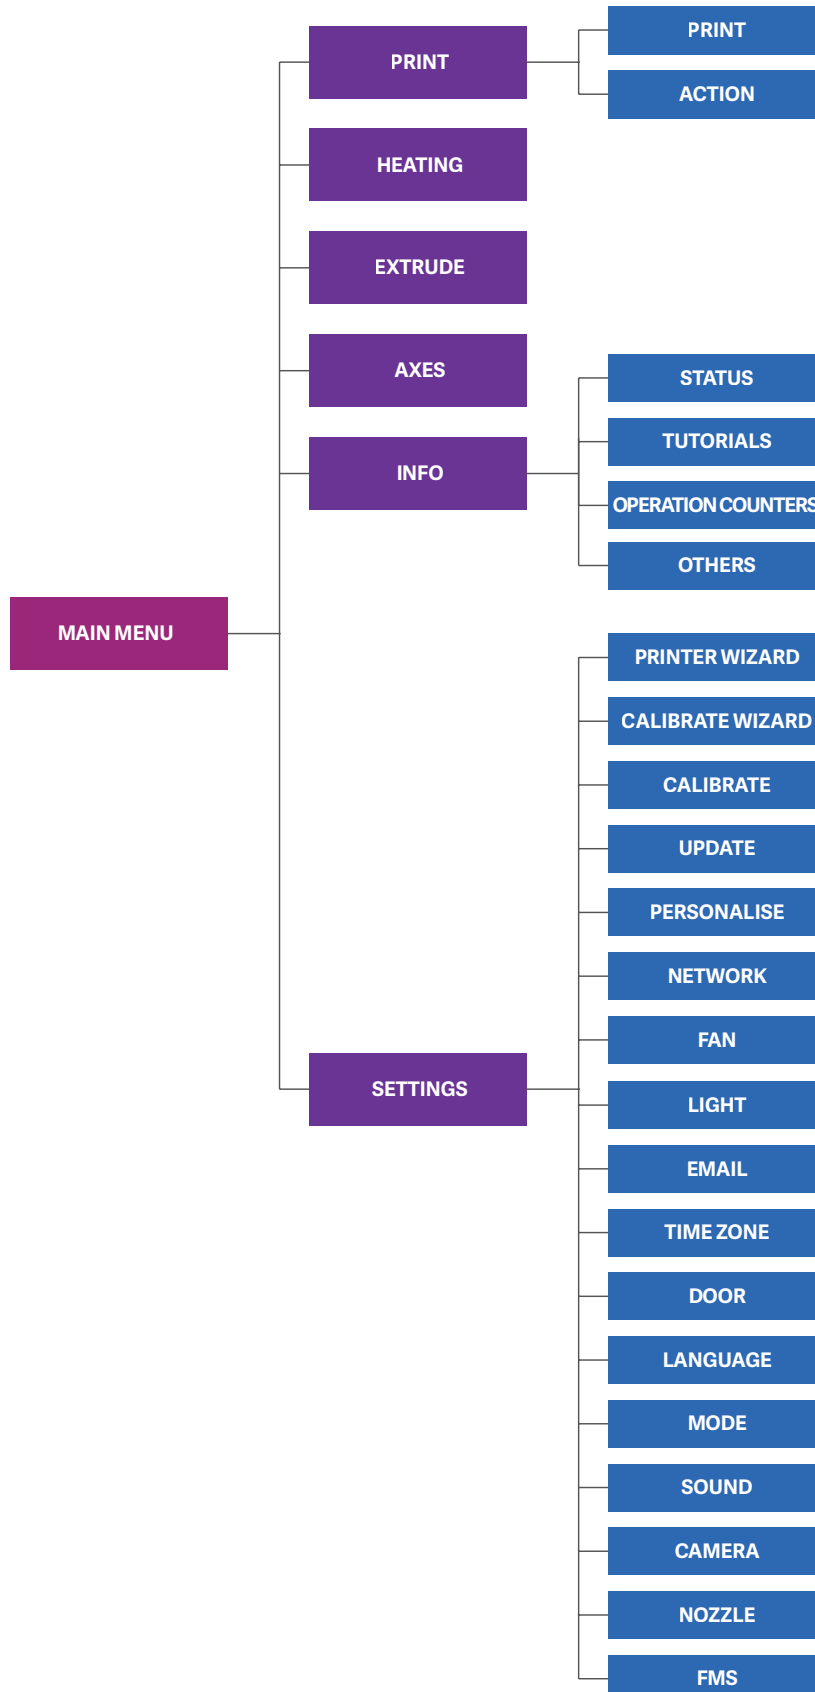 MAIN MENU
PRINT
PRINT
ACTION
HEATING
EXTRUDE
AXES
INFO
STATUS
TUTORIALS
OPERATION COUNTERS
OTHERS
SETTINGS
PRINTER WIZARD
CALIBRATE WIZARD
CALIBRATE
UPDATE
PERSONALISE
NETWORK
FAN
LIGHT
EMAIL
TIME ZONE
DOOR
LANGUAGE
MODE
SOUND
CAMERA
NOZZLE
FMS